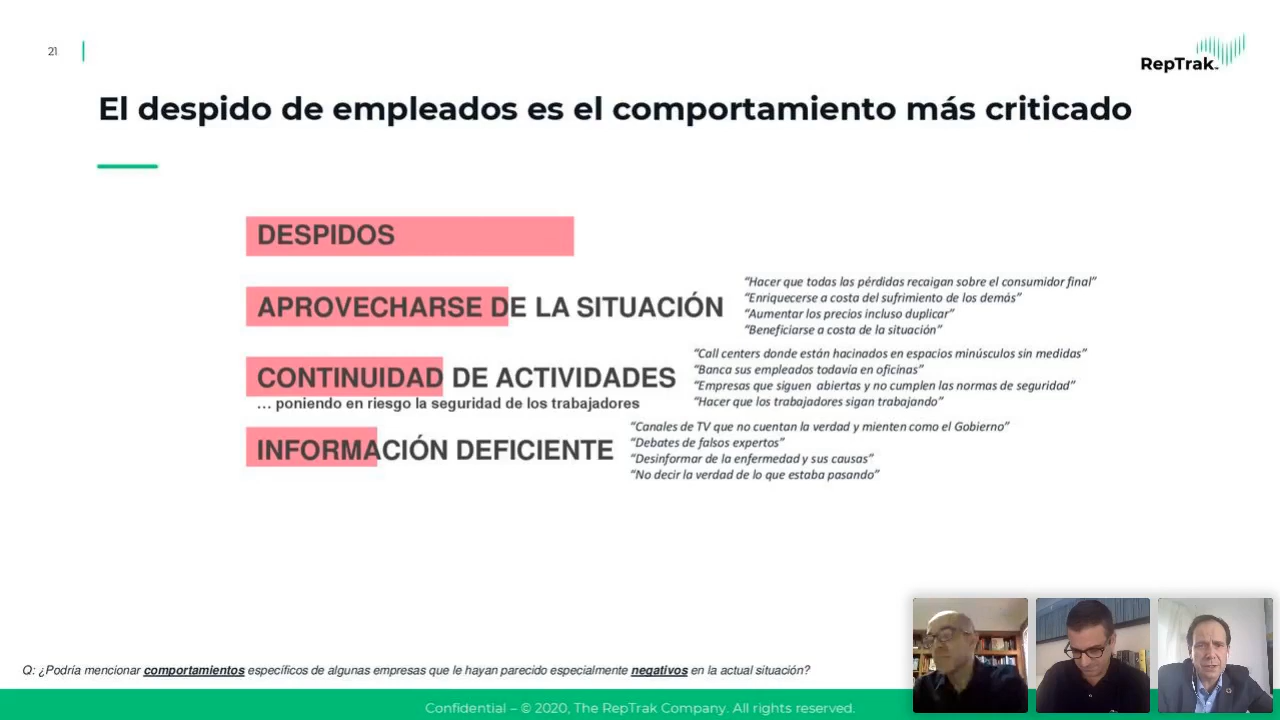 21
RepTrak
El despido de empleados es el comportamiento más criticado
DESPIDOS
APROVECHARSE DE LA SITUACIÓN
“Hacer que todas las pérdidas recaigan sobre el consumidor final”
“Enriquecerse a costa del sufrimiento de los demás”
“Aumentar los precios incluso duplicar”
“Beneficiarse a costa de la situación”
CONTINUIDAD DE ACTIVIDADES
… poniendo en riesgo la seguridad de los trabajadores
“Call centers donde están hacinados en espacios minúsculos sin medidas”
“Banca sus empleados todavía en oficinas”
“Empresas que siguen abiertas y no cumplen las normas de seguridad”
“Hacer que los trabajadores sigan trabajando”
INFORMACIÓN DEFICIENTE
“Canales de TV que no cuentan la verdad y mienten como el Gobierno”
“Debates de falsos expertos”
“Desinformar de la enfermedad y sus causas”
“No decir la verdad de lo que estaba pasando”
Q: ¿Podría mencionar comportamientos específicos de algunas empresas que le hayan parecido especialmente negativos en la actual situación?
Confidential – © 2020, The RepTrak Company. All rights reserved.